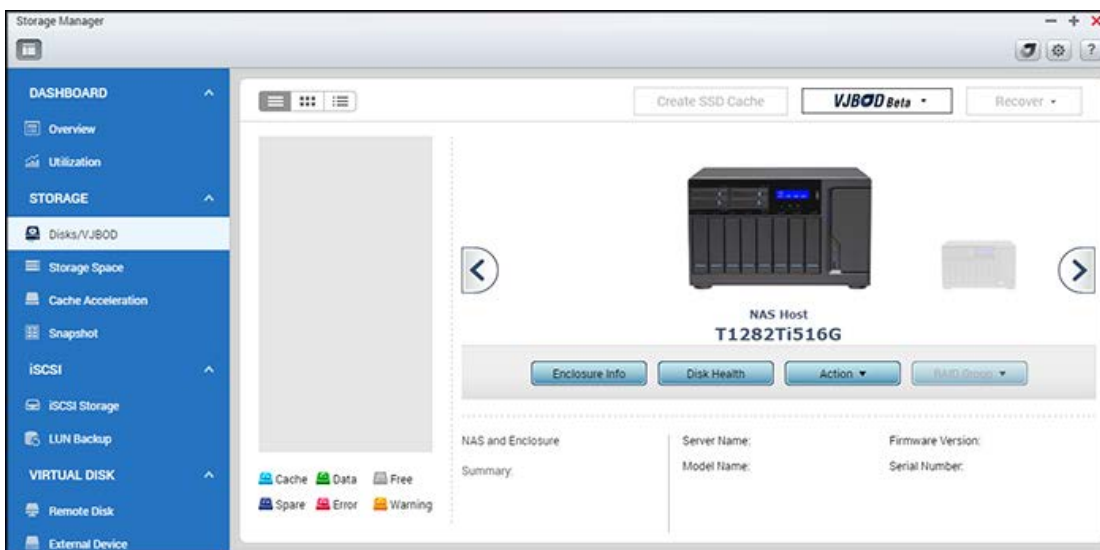 Storage Manager
?
DASHBOARD
Overview
Utilization
STORAGE
Disks/VJBOD
Storage Space
Cache Acceleration
Snapshot
iSCSI
iSCSI Storage
LUN Backup
VIRTUAL DISK
Remote Disk
External Device
Create SSD Cache
VJBOD Beta
Recover
NAS Host
T1282Ti516G
Enclosure Info
Disk Health
Action
RAID Group
Cache Data Free
Spare Error Warning
NAS and Enclosure
Summary:
Server Name:
Model Name:
Firmware Version:
Serial Number: